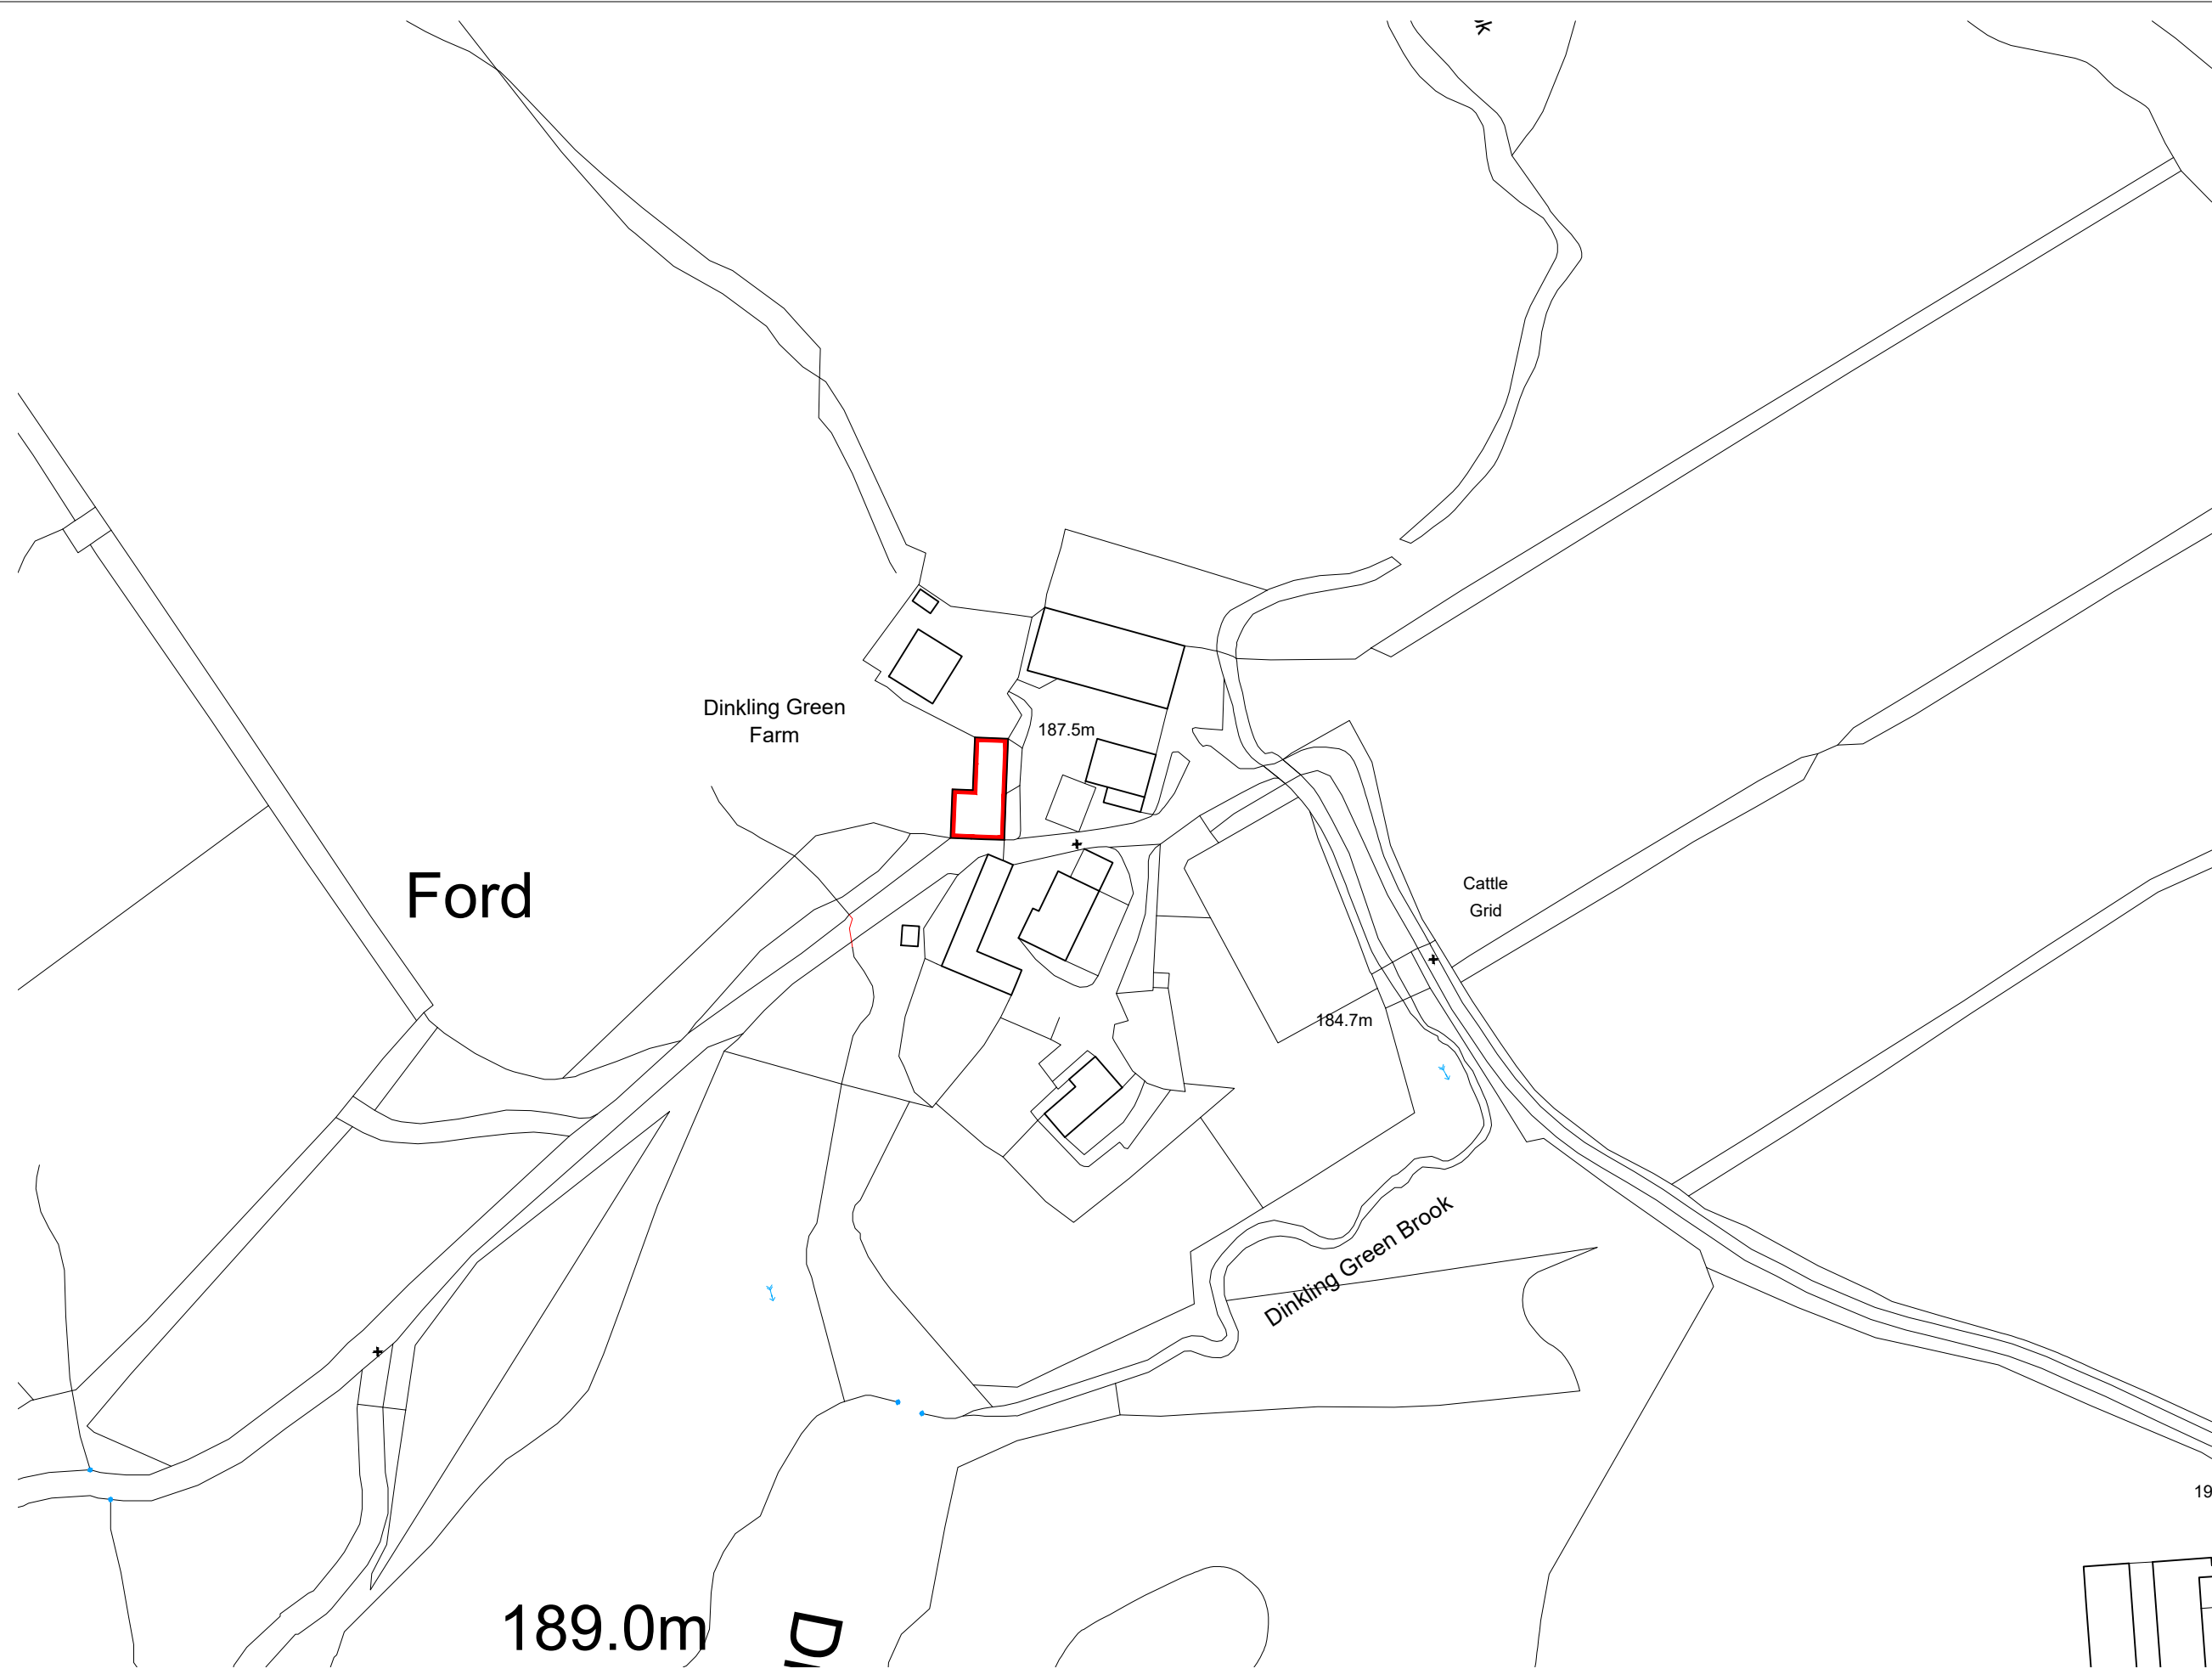 Dinkling Green
Farm
187.5m
Ford
Cattle
Grid
184.7m
Dinkling Green Brook
189.0m